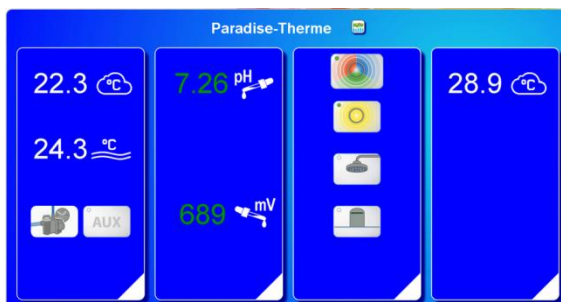 Paradise-Therme
22.3 °C
24.3 °C
AUX
7.26 pH
689 mV
28.9 °C